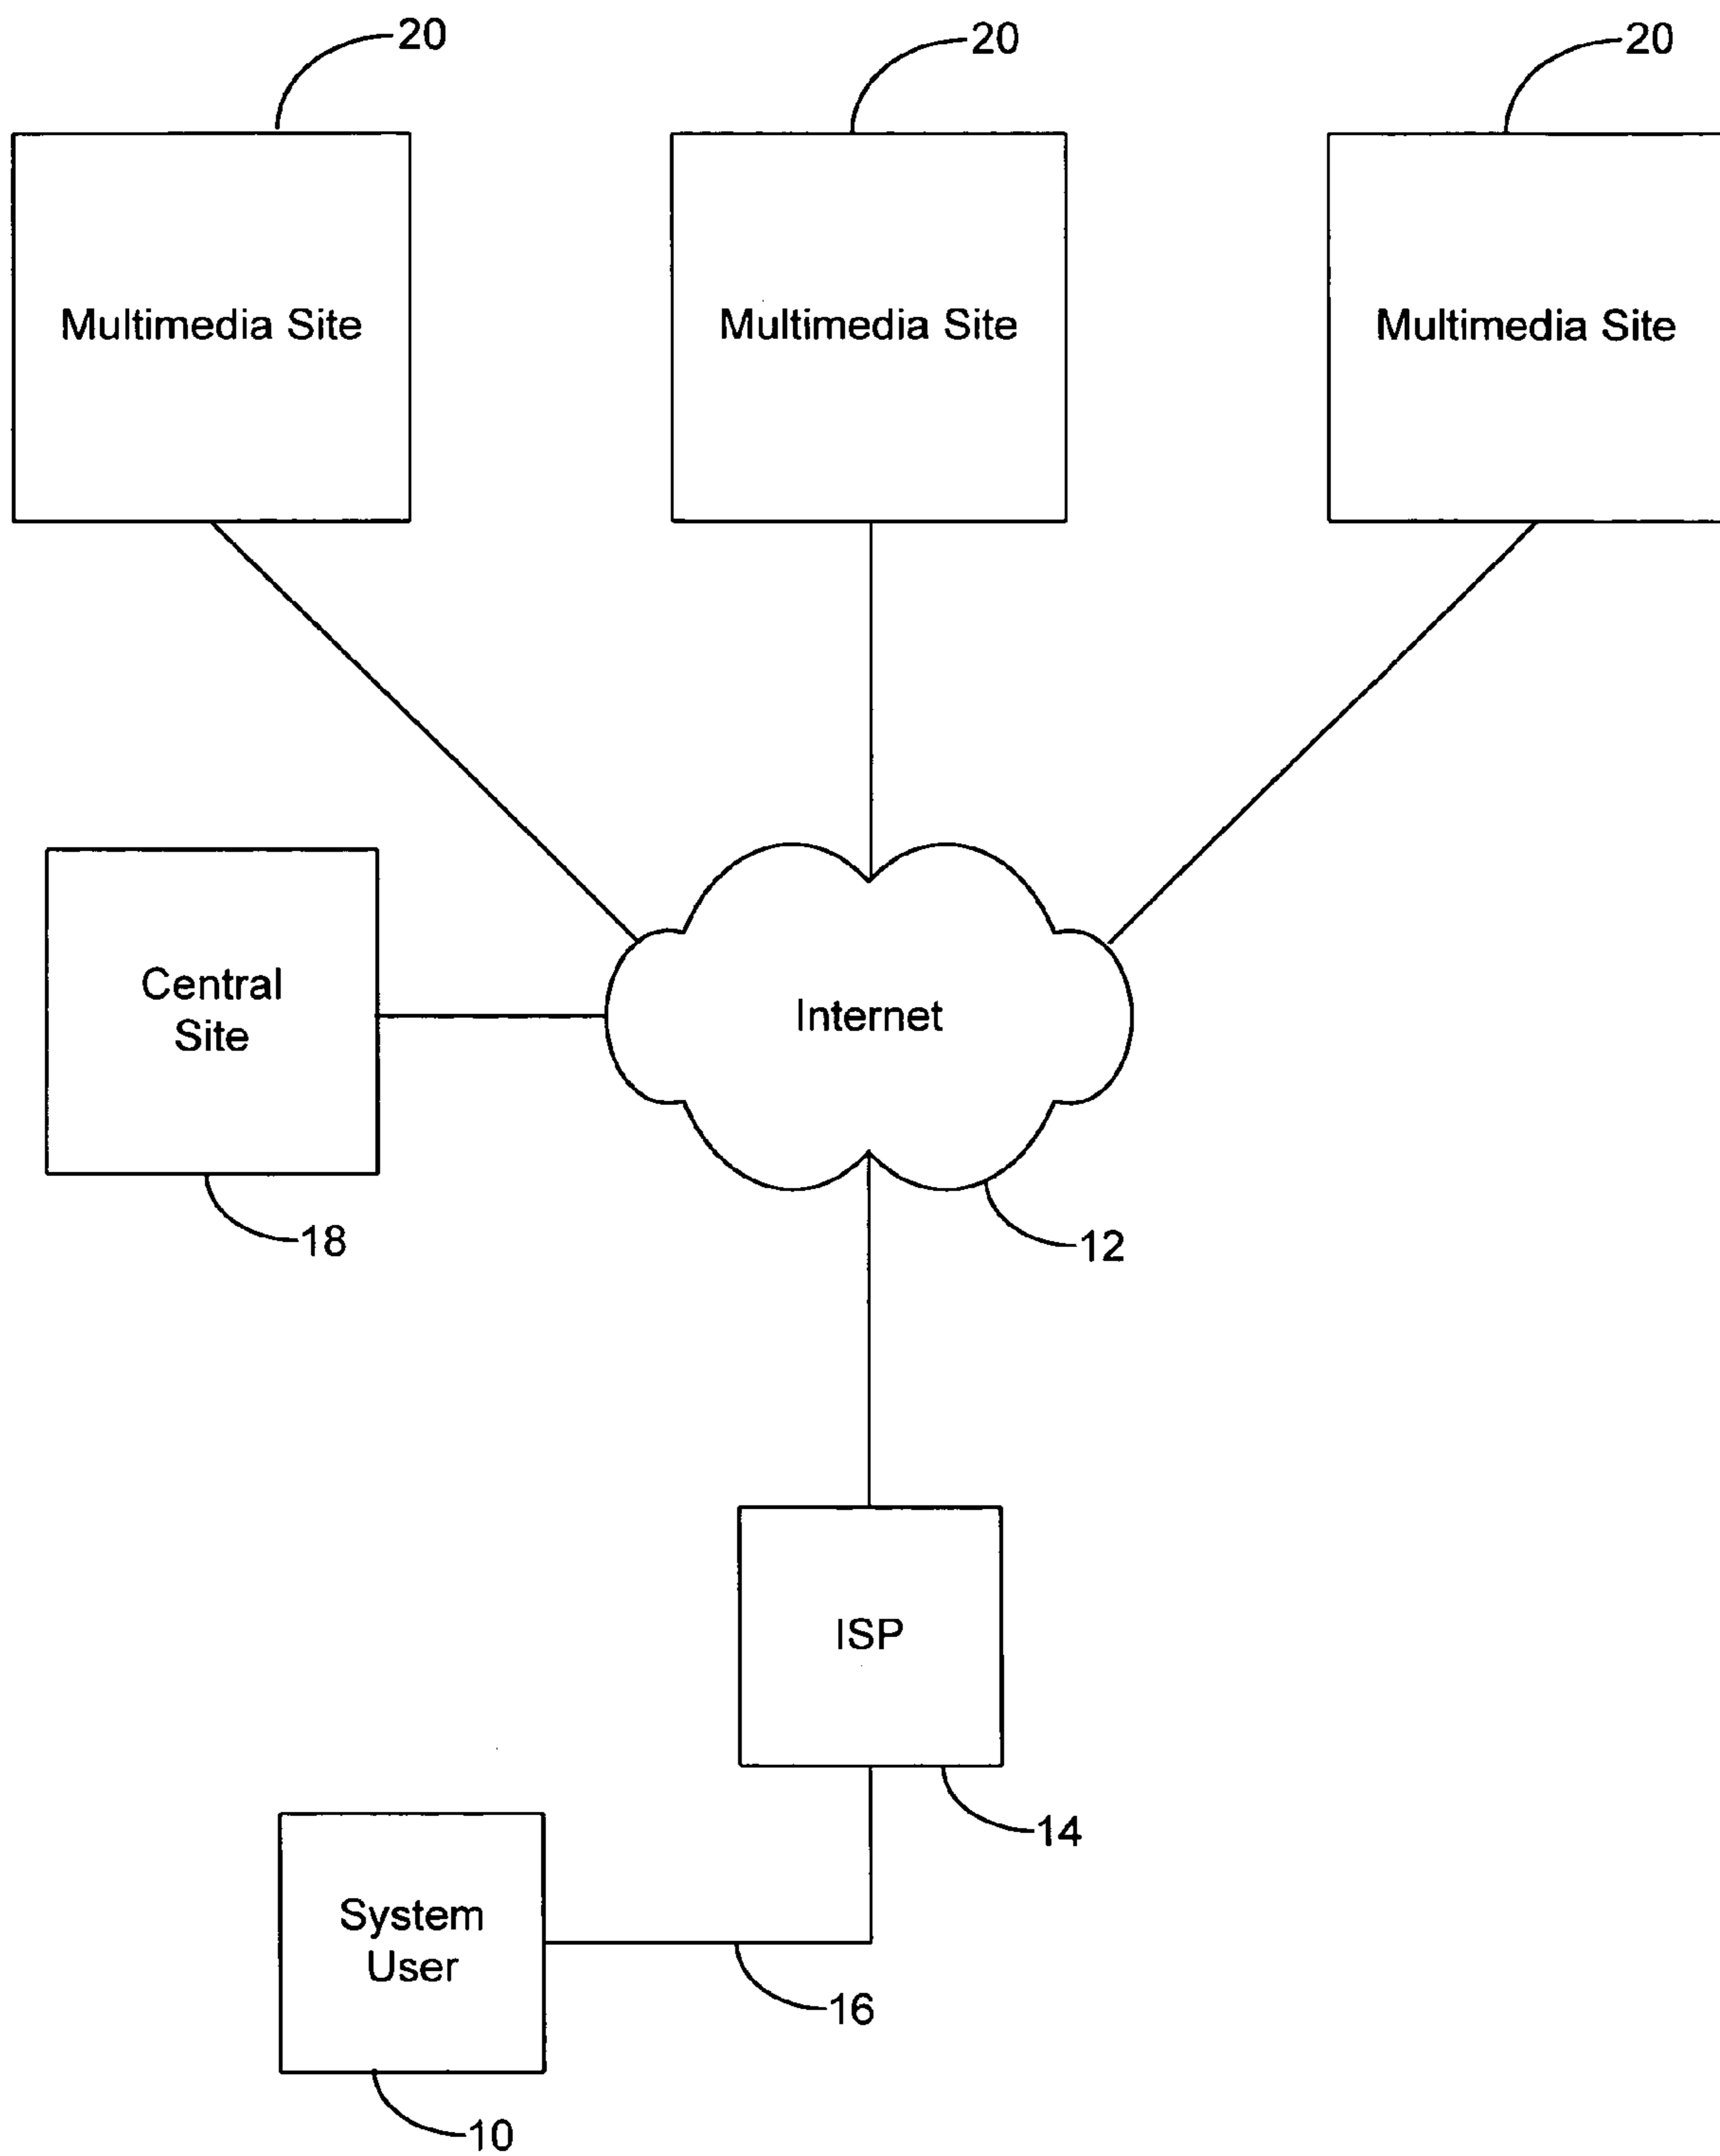 20
20
20
Multimedia Site
Multimedia Site
Multimedia Site
Central
Site
Internet
18
12
ISP
14
System
User
16
10